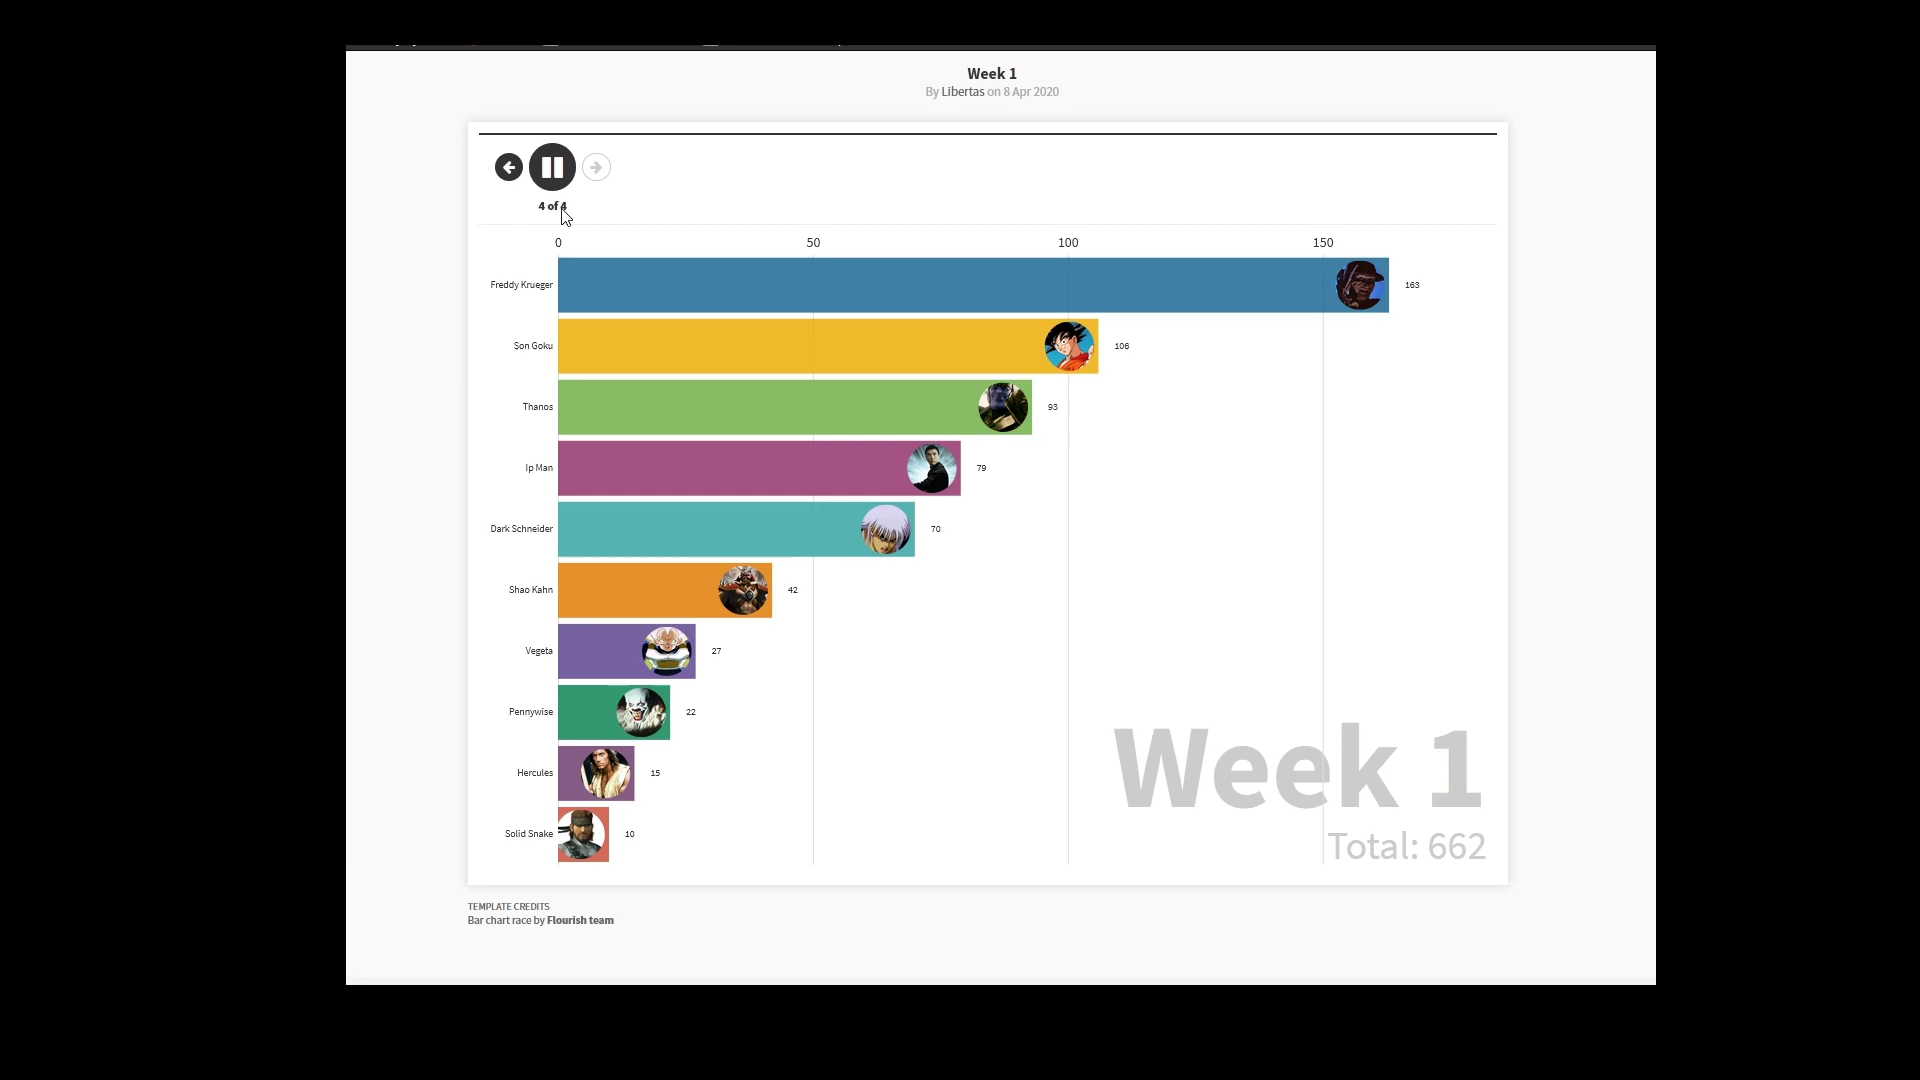 Week 1
By Libertas on 8 Apr 2020
4 of 4
0 50 100 150
Freddy Krueger 163
Son Goku 106
Thanos 93
Ip Man 79
Dark Schneider 70
Shao Kahn 42
Vegeta 27
Pennywise 22
Hercules 15
Solid Snake 10
Week 1
Total: 662
TEMPLATE CREDITS
Bar chart race by Flourish team